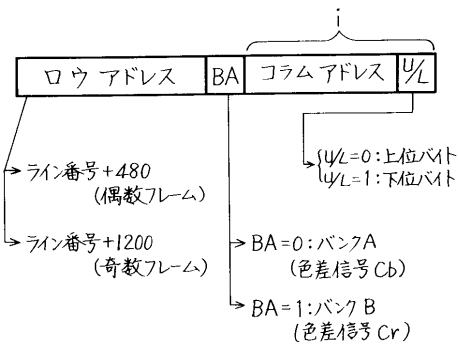 i
ロウアドレス BA コラムアドレス U/L
U/L=0:上位バイト
U/L=1:下位バイト
ライン番号+480
(偶数フレーム)
ライン番号+1200
(奇数フレーム)
BA=0:バンクA
(色差信号Cb)
BA=1:バンクB
(色差信号Cr)